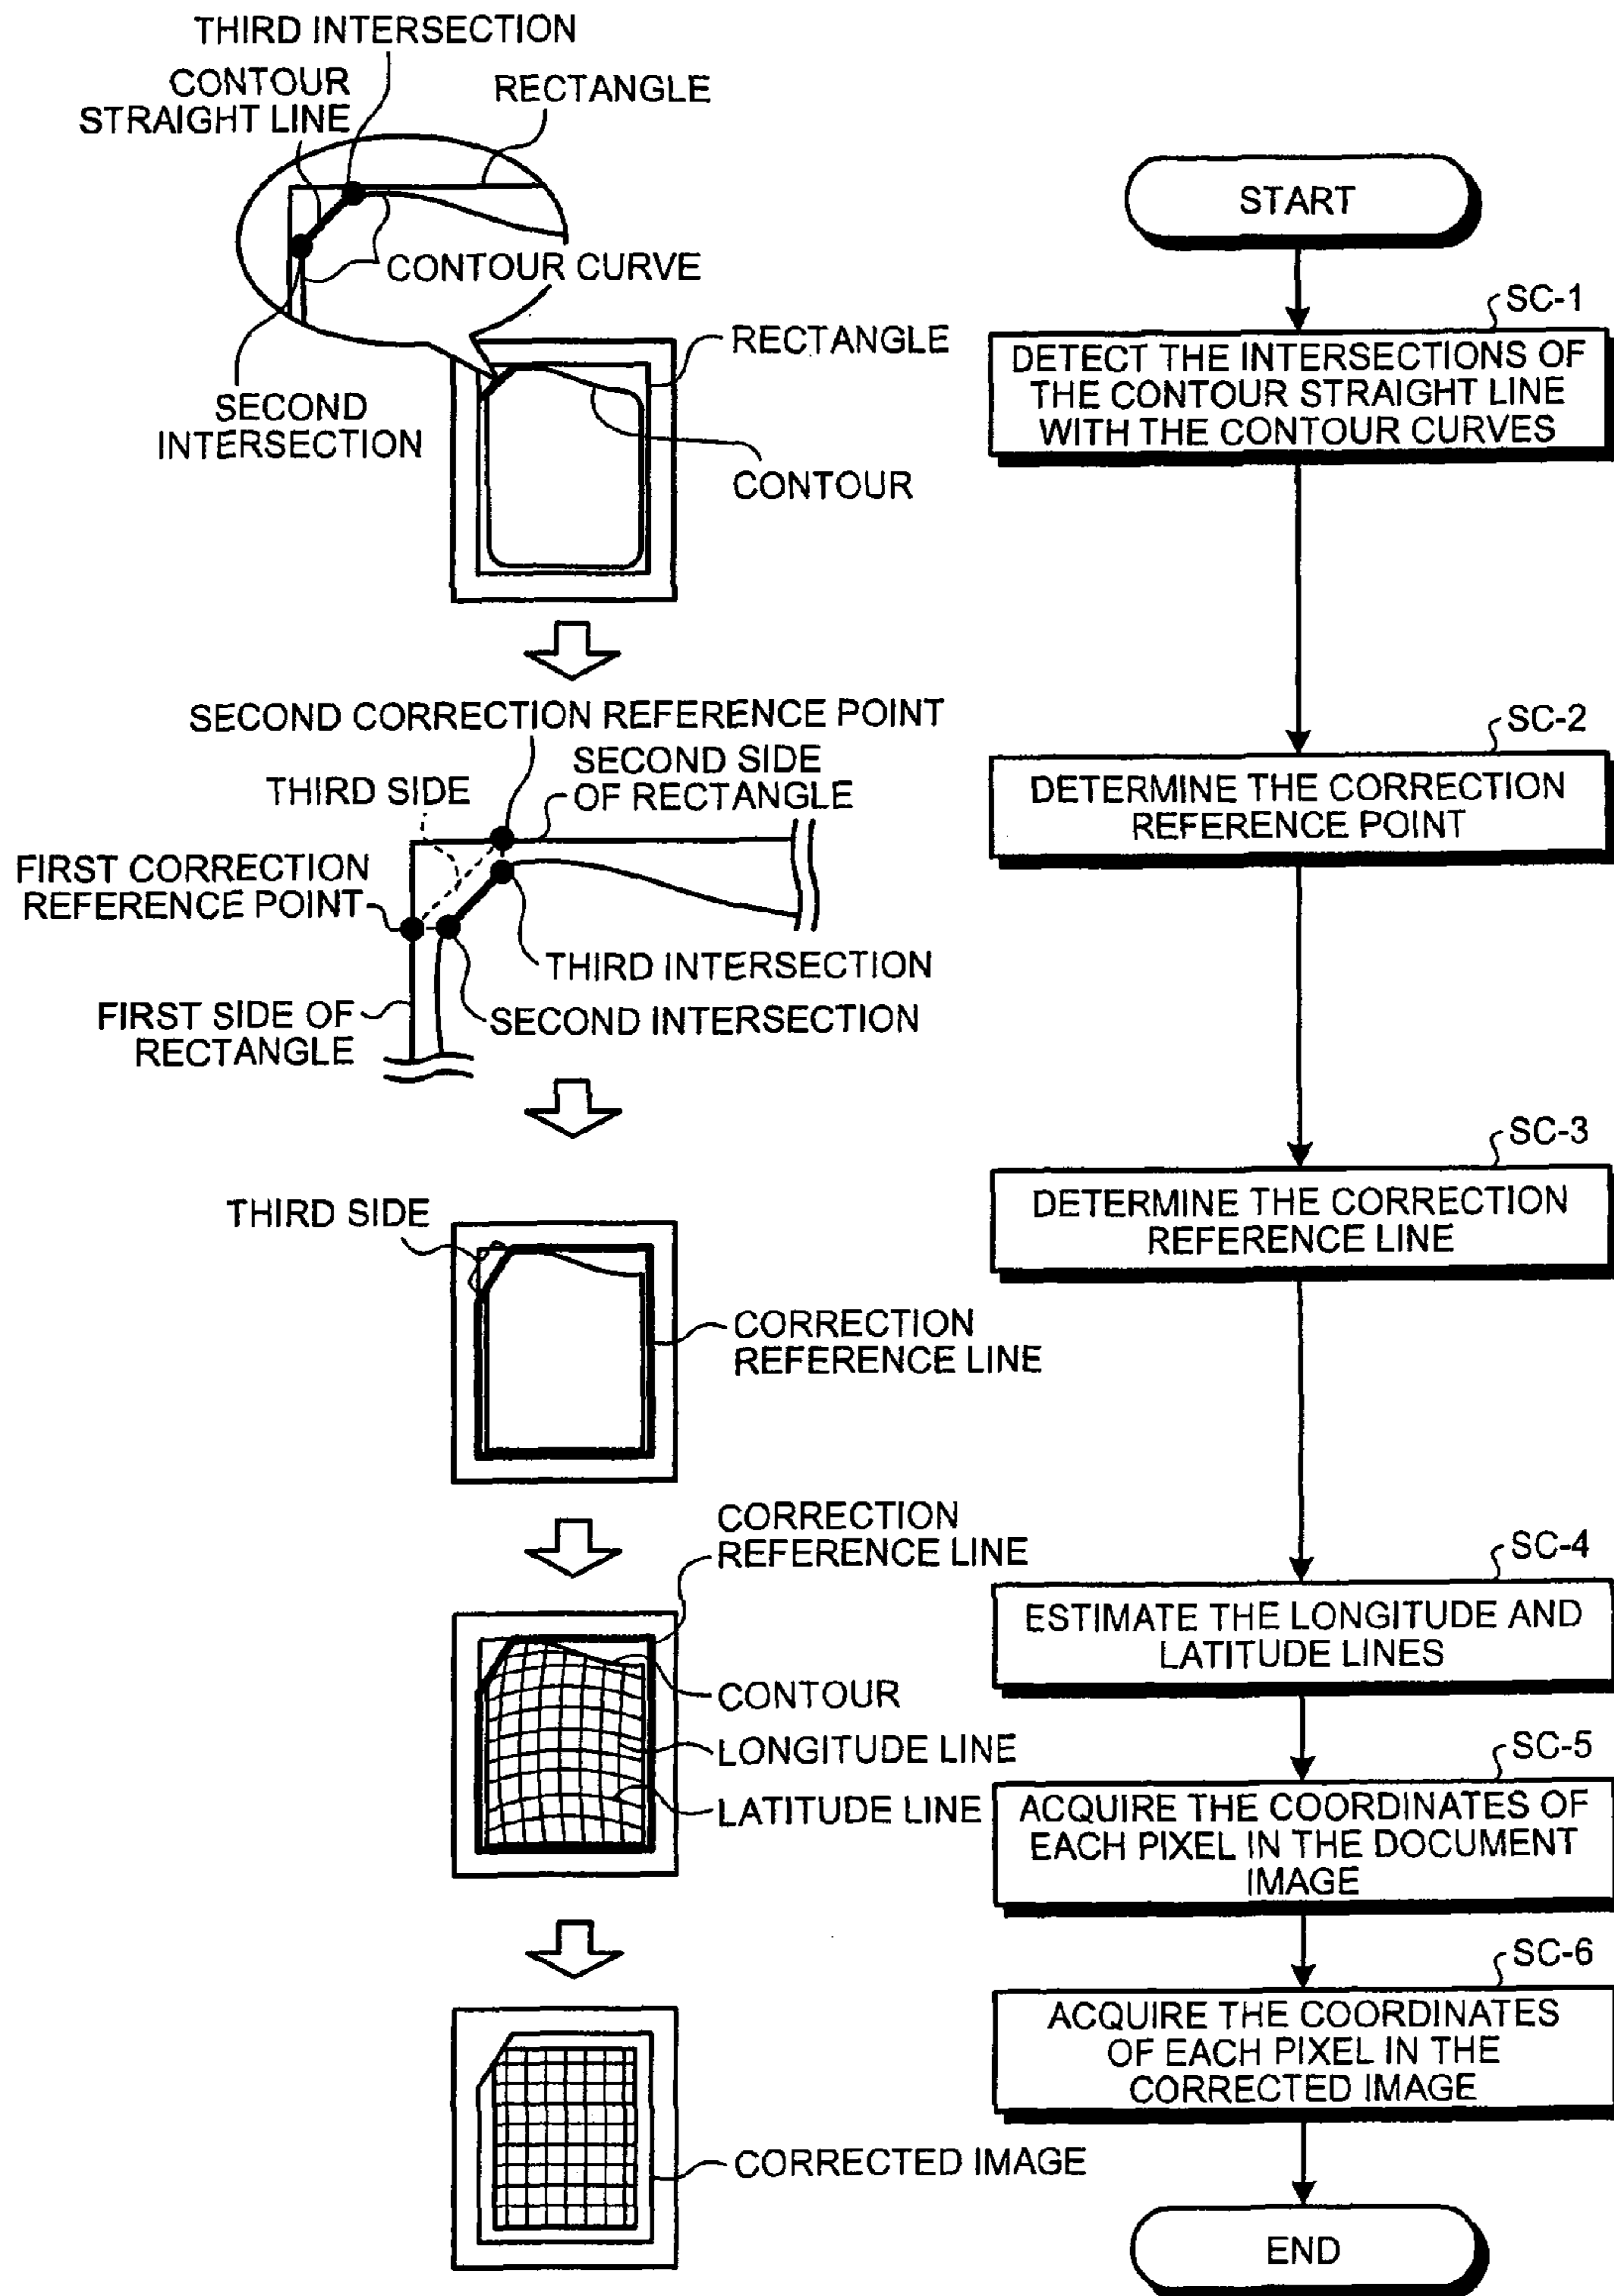 THIRD INTERSECTION
CONTOUR
STRAIGHT LINE
RECTANGLE
CONTOUR CURVE
RECTANGLE
SECOND
INTERSECTION
CONTOUR
SECOND CORRECTION REFERENCE POINT
SECOND SIDE
OF RECTANGLE
THIRD SIDE
FIRST CORRECTION
REFERENCE POINT
THIRD INTERSECTION
FIRST SIDE OF
RECTANGLE
SECOND INTERSECTION
THIRD SIDE
CORRECTION
REFERENCE LINE
CORRECTION
REFERENCE LINE
CONTOUR
LONGITUDE LINE
LATITUDE LINE
CORRECTED IMAGE
START
SC-1
DETECT THE INTERSECTIONS OF
THE CONTOUR STRAIGHT LINE
WITH THE CONTOUR CURVES
SC-2
DETERMINE THE CORRECTION
REFERENCE POINT
SC-3
DETERMINE THE CORRECTION
REFERENCE LINE
SC-4
ESTIMATE THE LONGITUDE AND
LATITUDE LINES
SC-5
ACQUIRE THE COORDINATES OF
EACH PIXEL IN THE DOCUMENT
IMAGE
SC-6
ACQUIRE THE COORDINATES
OF EACH PIXEL IN THE
CORRECTED IMAGE
END